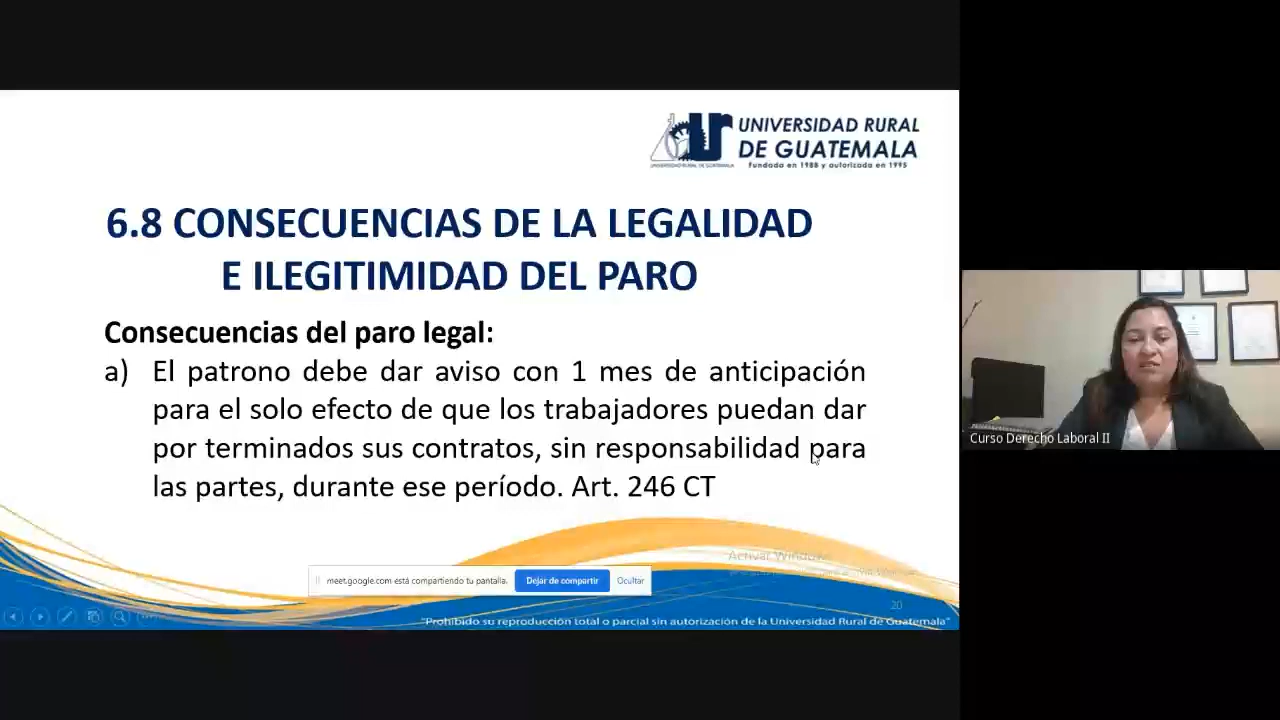 UNIVERSIDAD RURAL
DE GUATEMALA
Fundada en 1988 y autorizada en 1995
6.8 CONSECUENCIAS DE LA LEGALIDAD
E ILEGITIMIDAD DEL PARO
Consecuencias del paro legal:
a) El patrono debe dar aviso con 1 mes de anticipación
para el solo efecto de que los trabajadores puedan dar
por terminados sus contratos, sin responsabilidad para
las partes, durante ese período. Art. 246 CT
Curso Derecho Laboral II
Activar Windows
meet.google.com está compartiendo tu pantalla.
Dejar de compartir
Ocultar
20
"Prohibido su reproducción total o parcial sin autorización de la Universidad Rural de Guatemala"